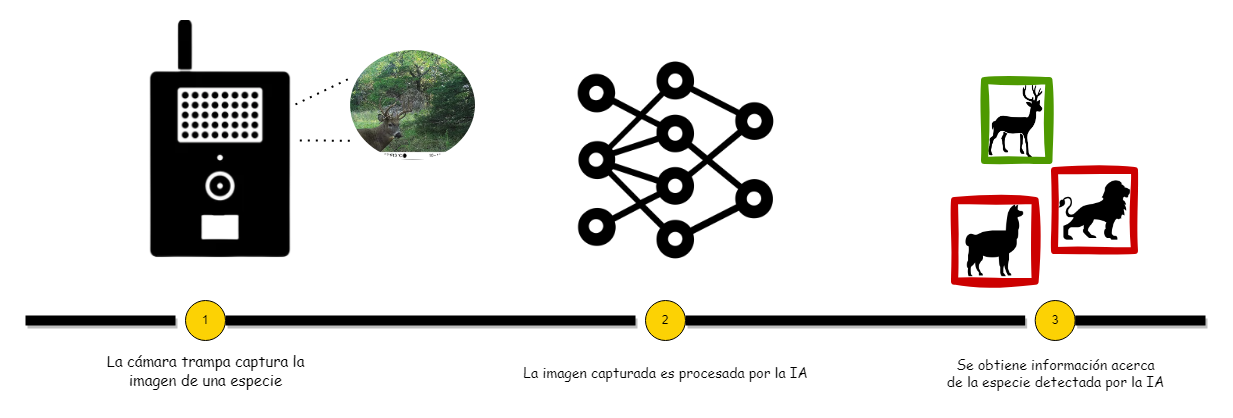 1
2
3
La cámara trampa captura la
imagen de una especie
La imagen capturada es procesada por la IA
Se obtiene información acerca
de la especie detectada por la IA